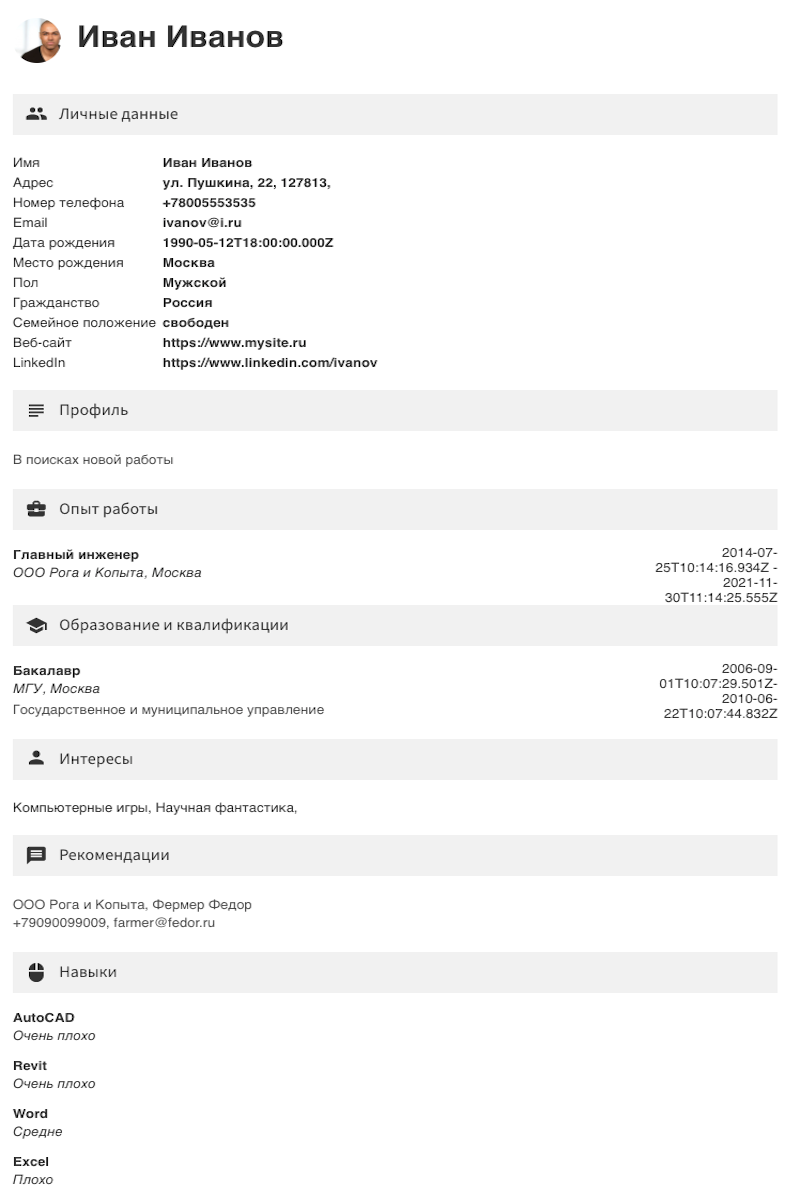 Иван Иванов
Личные данные
Имя Иван Иванов
Адрес ул. Пушкина, 22, 127813,
Номер телефона +78005553535
Email ivanov@i.ru
Дата рождения 1990-05-12T18:00:00.000Z
Место рождения Москва
Пол Мужской
Гражданство Россия
Семейное положение свободен
Веб-сайт https://www.mysite.ru
LinkedIn https://www.linkedin.com/ivanov
Профиль
В поисках новой работы
Опыт работы
Главный инженер
ООО Рога и Копыта, Москва
2014-07-
25T10:14:16.934Z -
2021-11-
30T11:14:25.555Z
Образование и квалификации
Бакалавр
МГУ, Москва
Государственное и муниципальное управление
2006-09-
01T10:07:29.501Z-
2010-06-
22T10:07:44.832Z
Интересы
Компьютерные игры, Научная фантастика,
Рекомендации
ООО Рога и Копыта, Фермер Федор
+79090099009, farmer@fedor.ru
Навыки
AutoCAD
Очень плохо
Revit
Очень плохо
Word
Средне
Excel
Плохо